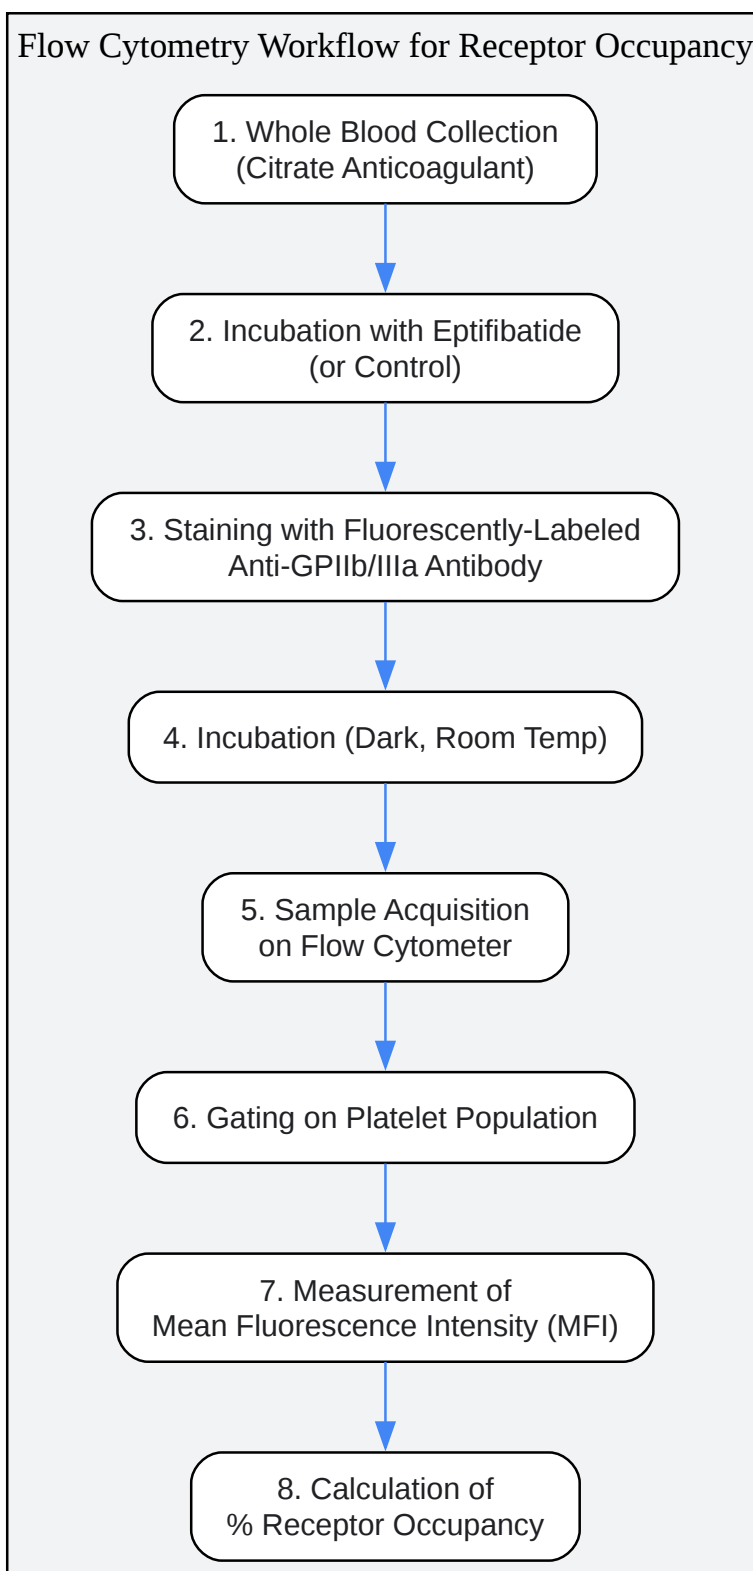 Flow Cytometry Workflow for Receptor Occupancy
1. Whole Blood Collection
(Citrate Anticoagulant)
2. Incubation with Eptifibatide
(or Control)
3. Staining with Fluorescently-Labeled
Anti-GPIIb/IIIa Antibody
4. Incubation (Dark, Room Temp)
5. Sample Acquisition
on Flow Cytometer
6. Gating on Platelet Population
7. Measurement of
Mean Fluorescence Intensity (MFI)
8. Calculation of
% Receptor Occupancy